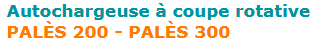 Autochargeuse à coupe rotative
PALÈS 200 - PALÈS 300